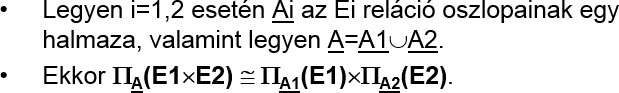 • Legyen i=1,2 esetén Ai az Ei reláció oszlopainak egy
halmaza, valamint legyen A=A1∪A2.
• Ekkor ΠA(E1×E2) ≅ ΠA1(E1)×ΠA2(E2).